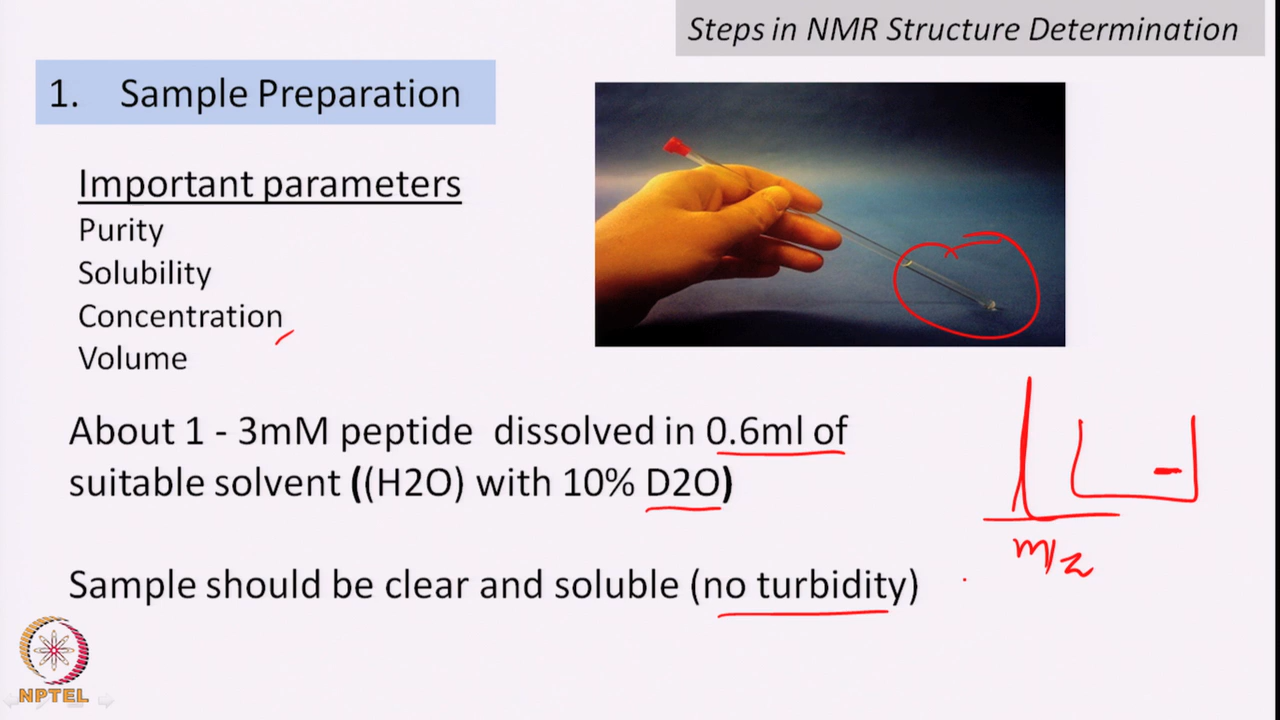 Steps in NMR Structure Determination
1. Sample Preparation
Important parameters
Purity
Solubility
Concentration
Volume
About 1 - 3mM peptide dissolved in 0.6ml of
suitable solvent ((H2O) with 10% D2O)
Sample should be clear and soluble (no turbidity)
m/z
NPTEL